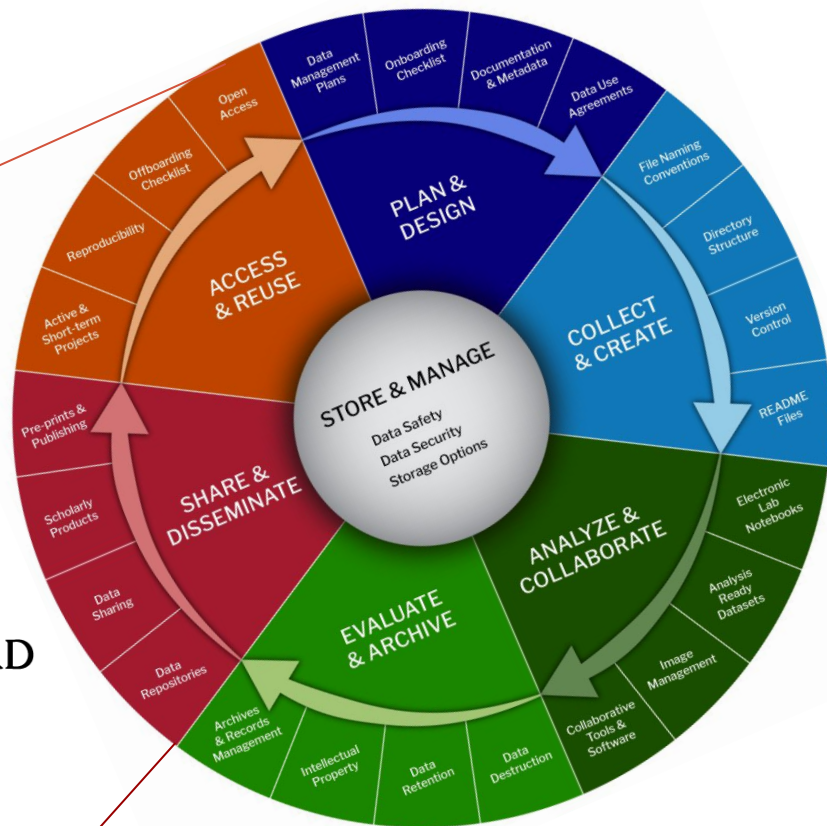 PLAN &
DESIGN
Data
Management
Plans
Onboarding
Checklist
Documentation
& Metadata
Data Use
Agreements
COLLECT
& CREATE
File Naming
Conventions
Directory
Structure
Version
Control
README
Files
ANALYZE &
COLLABORATE
Electronic
Lab
Notebooks
Analysis
Ready
Datasets
Image
Management
Collaborative
Tools &
Software
EVALUATE
& ARCHIVE
Data
Destruction
Data
Retention
Intellectual
Property
Archives
& Records
Management
SHARE &
DISSEMINATE
Data
Repositories
Data
Sharing
Scholarly
Products
Pre-prints &
Publishing
ACCESS
& REUSE
Active &
Short-term
Projects
Reproducibility
Offboarding
Checklist
Open
Access
STORE & MANAGE
Data Safety
Data Security
Storage Options